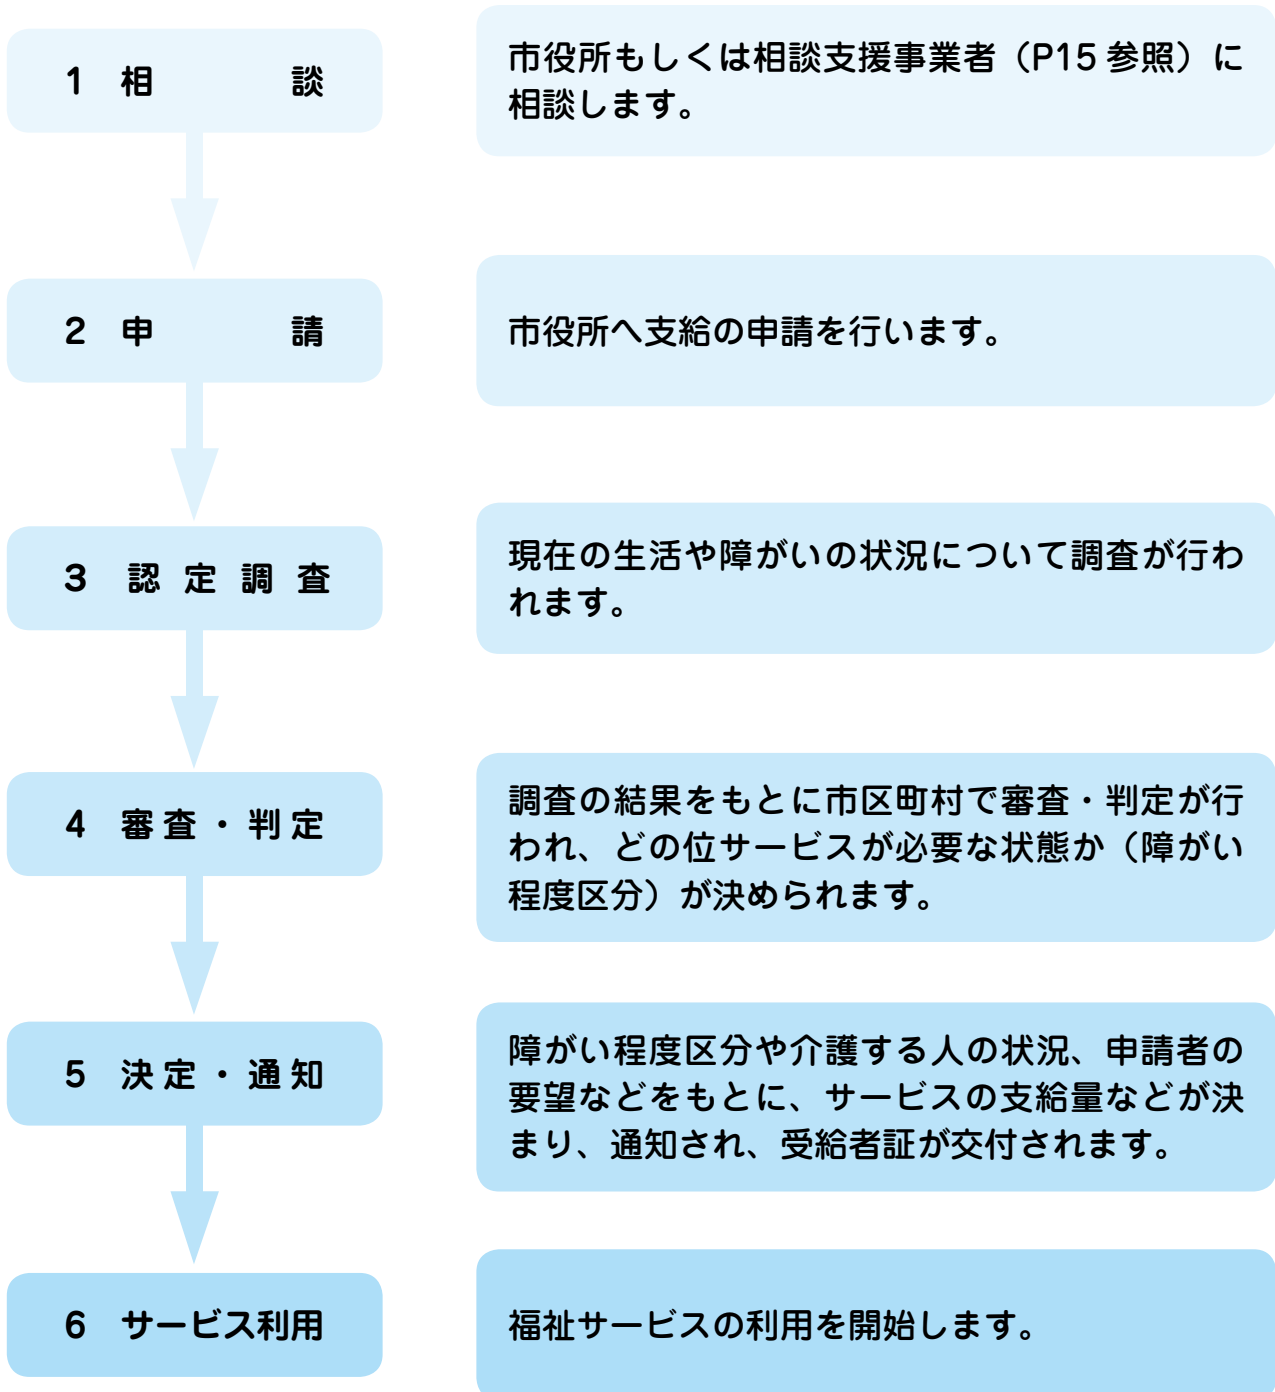 1 相談
市役所もしくは相談支援事業者（P15 参照）に
相談します。
2 申請
市役所へ支給の申請を行います。
3 認定調査
現在の生活や障がいの状況について調査が行わ
れます。
4 審査・判定
調査の結果をもとに市区町村で審査・判定が行
われ、どの位サービスが必要な状態か（障がい
程度区分）が決められます。
5 決定・通知
障がい程度区分や介護する人の状況、申請者の
要望などをもとに、サービスの支給量などが決
まり、通知され、受給者証が交付されます。
6 サービス利用
福祉サービスの利用を開始します。